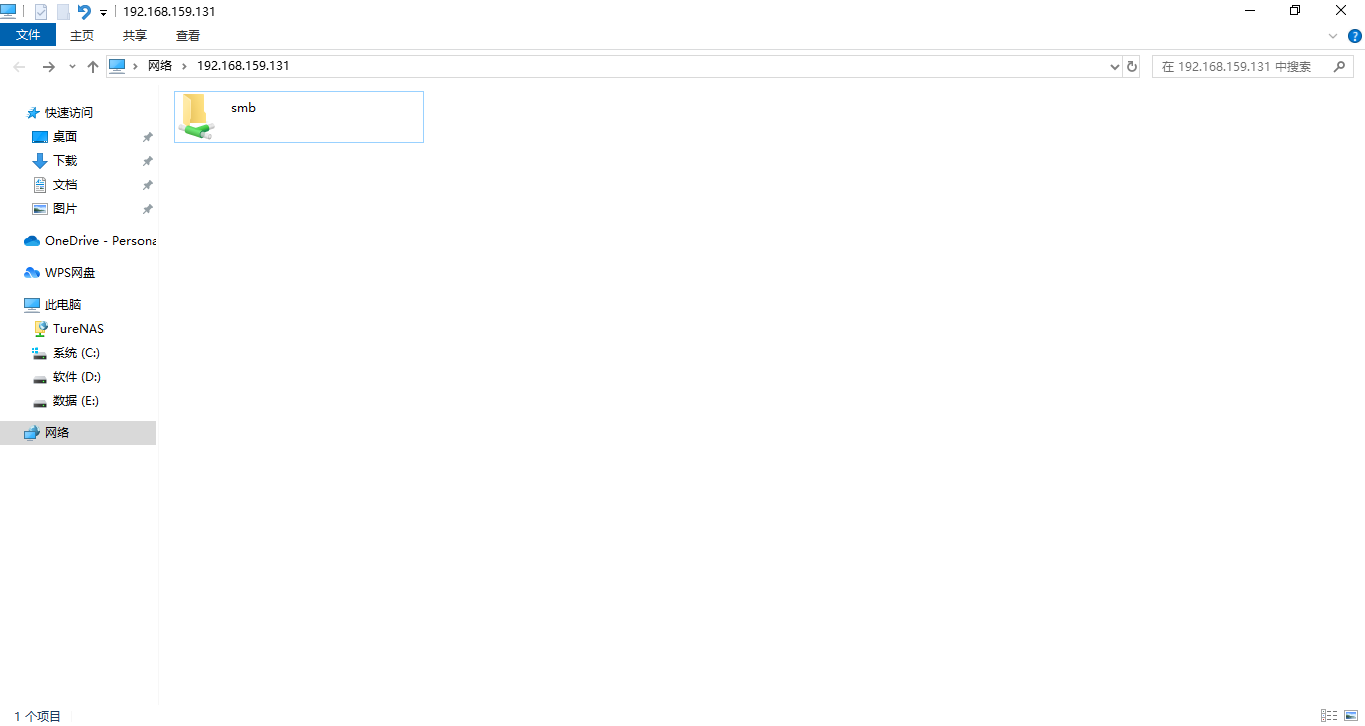 192.168.159.131
文件 主页 共享 查看
网络 192.168.159.131 在 192.168.159.131 中搜索
smb
快速访问
桌面
下载
文档
图片
OneDrive - Persona
WPS网盘
此电脑
TureNAS
系统 (C:)
软件 (D:)
数据 (E:)
网络
1 个项目